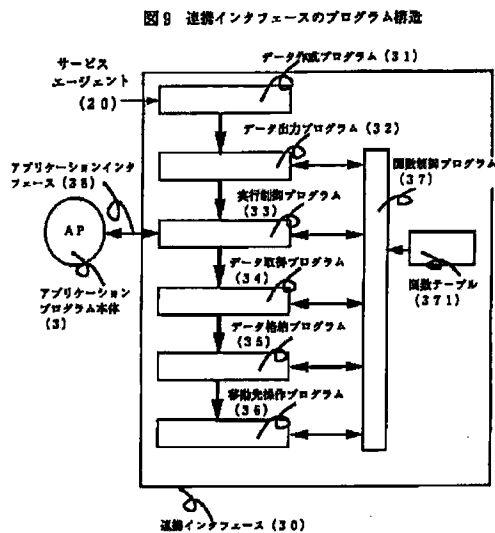 図9 連携インタフェースのプログラム構造
データ作成プログラム(31)
サービス
エージェント
(20)
データ出力プログラム(32)
アプリケーションインタ
フェース(38)
実行制御プログラム
(33)
関数制御プログラム
(37)
AP
データ取得プログラム
(34)
アプリケーション
プログラム本体
(3)
関数テーブル
(371)
データ格納プログラム
(35)
移動先操作プログラム
(36)
連携インタフェース(30)